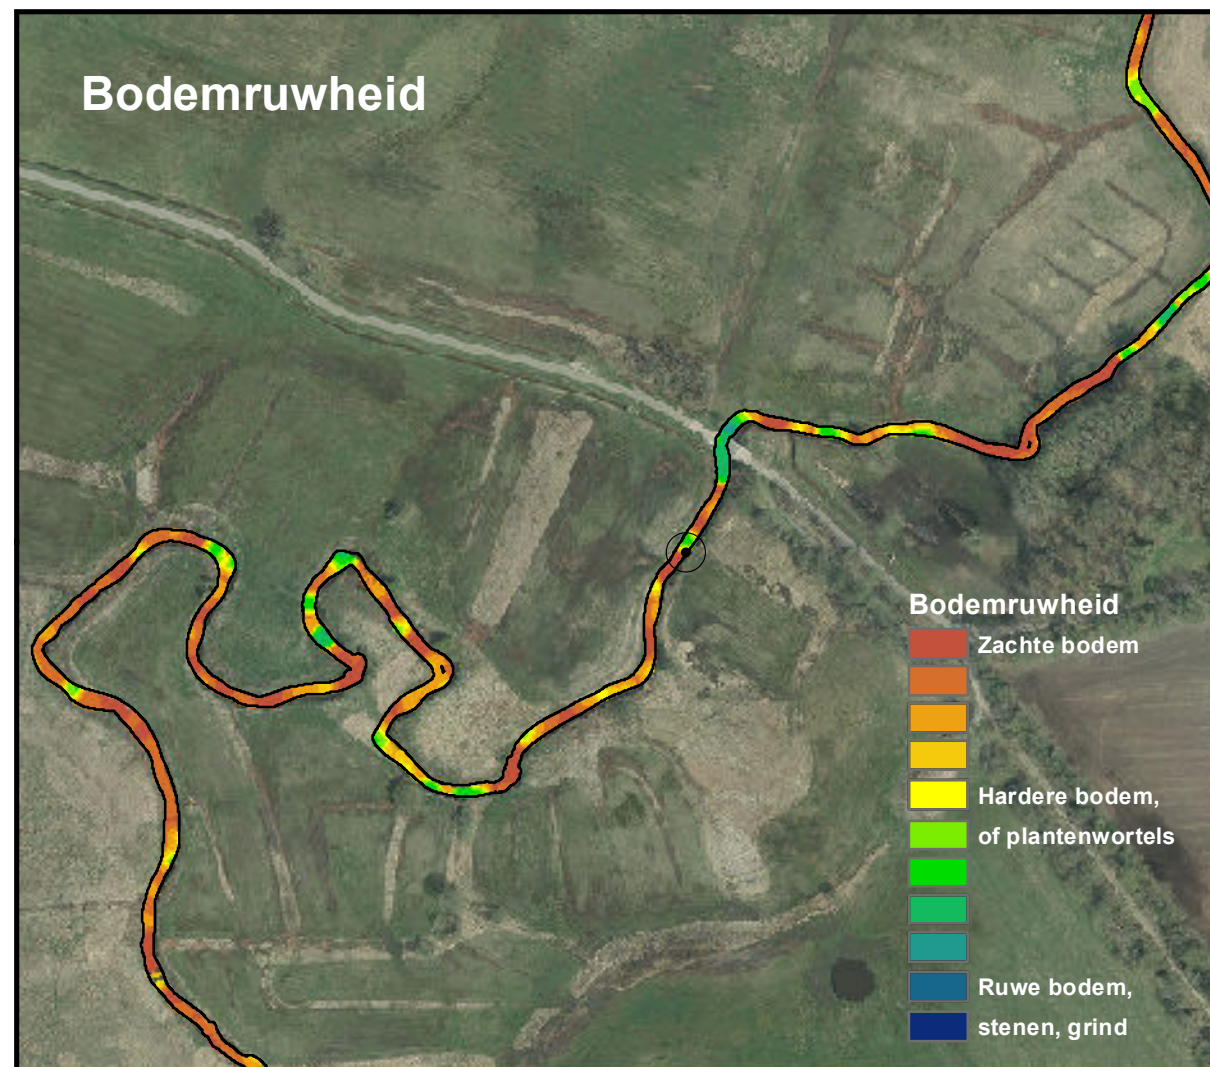 Bodemruwheid
Bodemruwheid
Zachte bodem
Hardere bodem,
of plantenwortels
Ruwe bodem,
stenen, grind